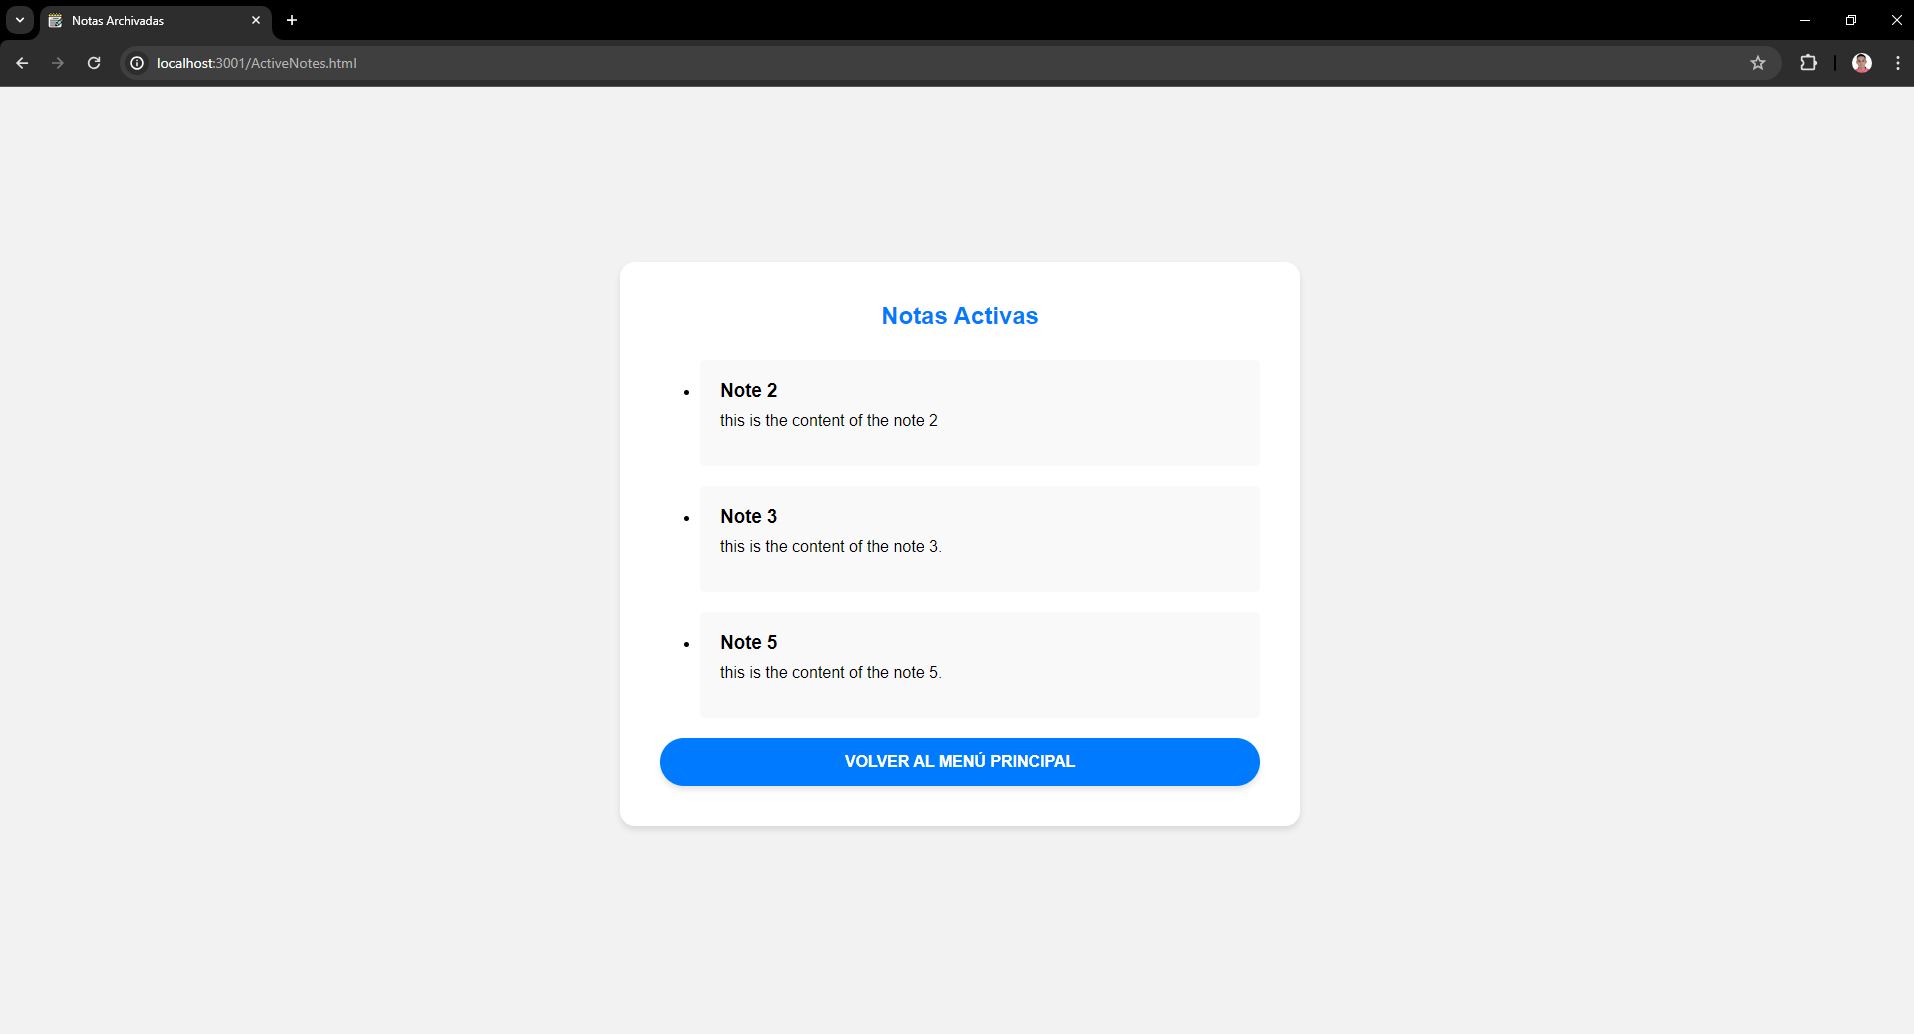 Notas Archivadas
localhost:3001/ActiveNotes.html
Notas Activas
Note 2
this is the content of the note 2
Note 3
this is the content of the note 3.
Note 5
this is the content of the note 5.
VOLVER AL MENÚ PRINCIPAL